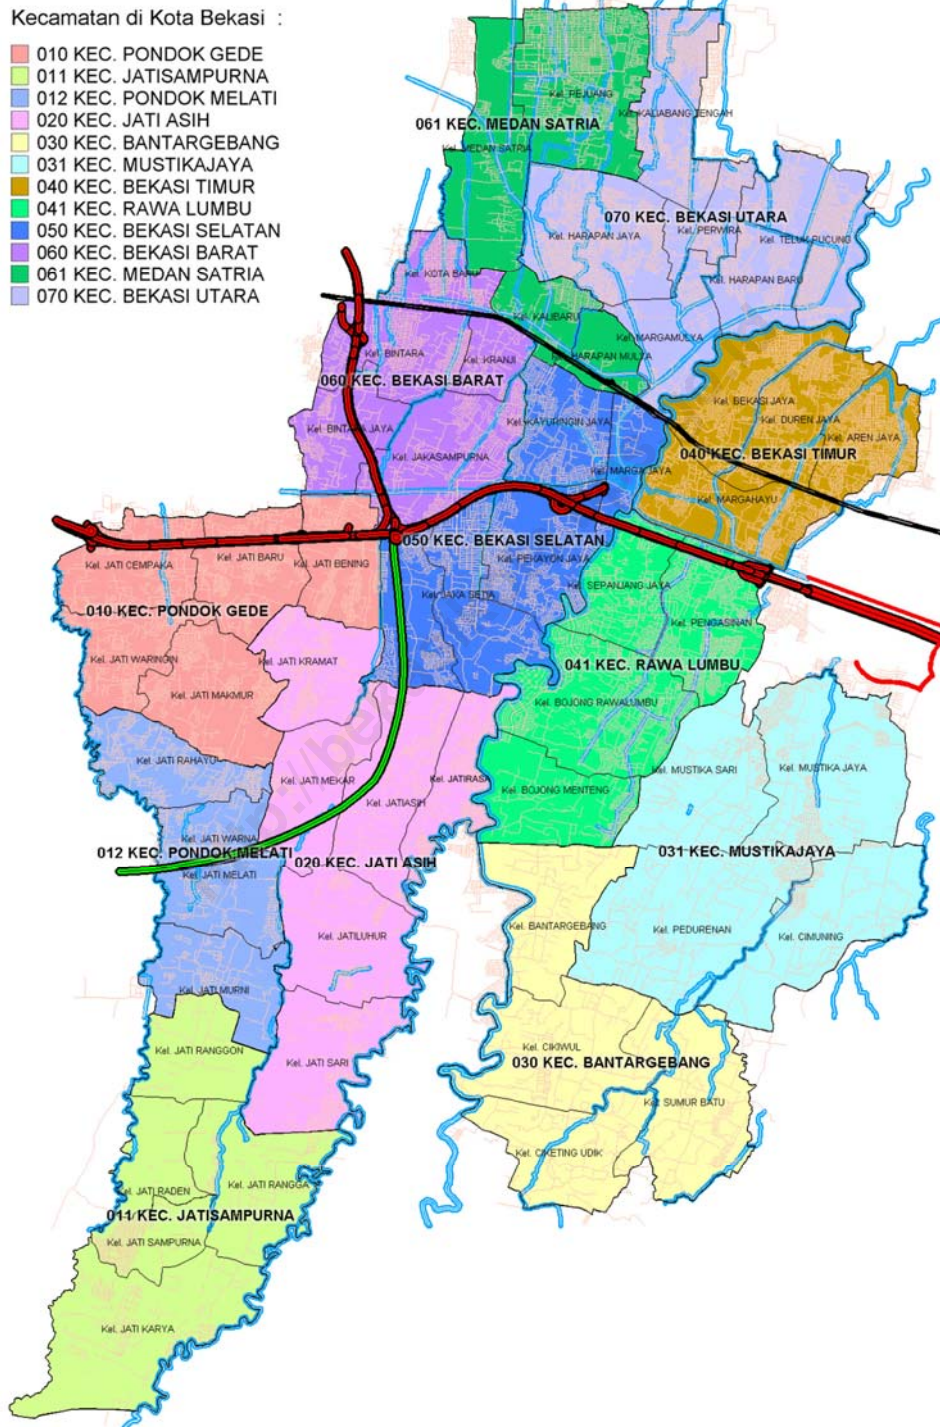 Kecamatan di Kota Bekasi :
010 KEC. PONDOK GEDE
011 KEC. JATISAMPURNA
012 KEC. PONDOK MELATI
020 KEC. JATI ASIH
030 KEC. BANTARGEBANG
031 KEC. MUSTIKAJAYA
040 KEC. BEKASI TIMUR
041 KEC. RAWA LUMBU
050 KEC. BEKASI SELATAN
060 KEC. BEKASI BARAT
061 KEC. MEDAN SATRIA
070 KEC. BEKASI UTARA
Kel. PEJUANG
Kel. KALIABANG TENGAH
061 KEC. MEDAN SATRIA
Kel. MEDAN SATRIA
070 KEC. BEKASI UTARA
Kel. HARAPAN JAYA
Kel. PERWIRA
Kel. TELUK PUCUNG
Kel. KOTA BARU
Kel. HARAPAN BARU
Kel. KALIBARU
Kel. MARGAMULYA
Kel. BINTARA
Kel. KRANJI
Kel. HARAPAN MULYA
060 KEC. BEKASI BARAT
Kel. BEKASI JAYA
Kel. DUREN JAYA
Kel. BINTARA JAYA
Kel. KAYURINGIN JAYA
Kel. AREN JAYA
Kel. JAKASAMPURNA
040 KEC. BEKASI TIMUR
Kel. MARGA JAYA
Kel. MARGAHAYU
050 KEC. BEKASI SELATAN
Kel. JATI CEMPAKA
Kel. JATI BARU
Kel. JATI BENING
Kel. PEKAYON JAYA
Kel. SEPANJANG JAYA
Kel. JAKA SETIA
010 KEC. PONDOK GEDE
Kel. PENGASINAN
Kel. JATI WARINGIN
Kel. JATI KRAMAT
041 KEC. RAWA LUMBU
Kel. JATI MAKMUR
Kel. BOJONG RAWALUMBU
Kel. JATI RAHAYU
Kel. JATI MEKAR
Kel. JATIRASA
Kel. MUSTIKA SARI
Kel. MUSTIKA JAYA
Kel. JATIASIH
Kel. BOJONG MENTENG
Kel. JATI WARNA
012 KEC. PONDOK MELATI
020 KEC. JATI ASIH
031 KEC. MUSTIKAJAYA
Kel. JATI MELATI
Kel. JATILUHUR
Kel. BANTARGEBANG
Kel. PEDURENAN
Kel. CIMUNING
Kel. JATI MURNI
Kel. JATI RANGGON
Kel. JATI SARI
Kel. CIKIWUL
030 KEC. BANTARGEBANG
Kel. SUMUR BATU
Kel. CIKETING UDIK
Kel. JATI RADEN
Kel. JATI RANGGA
011 KEC. JATISAMPURNA
Kel. JATI SAMPURNA
Kel. JATI KARYA